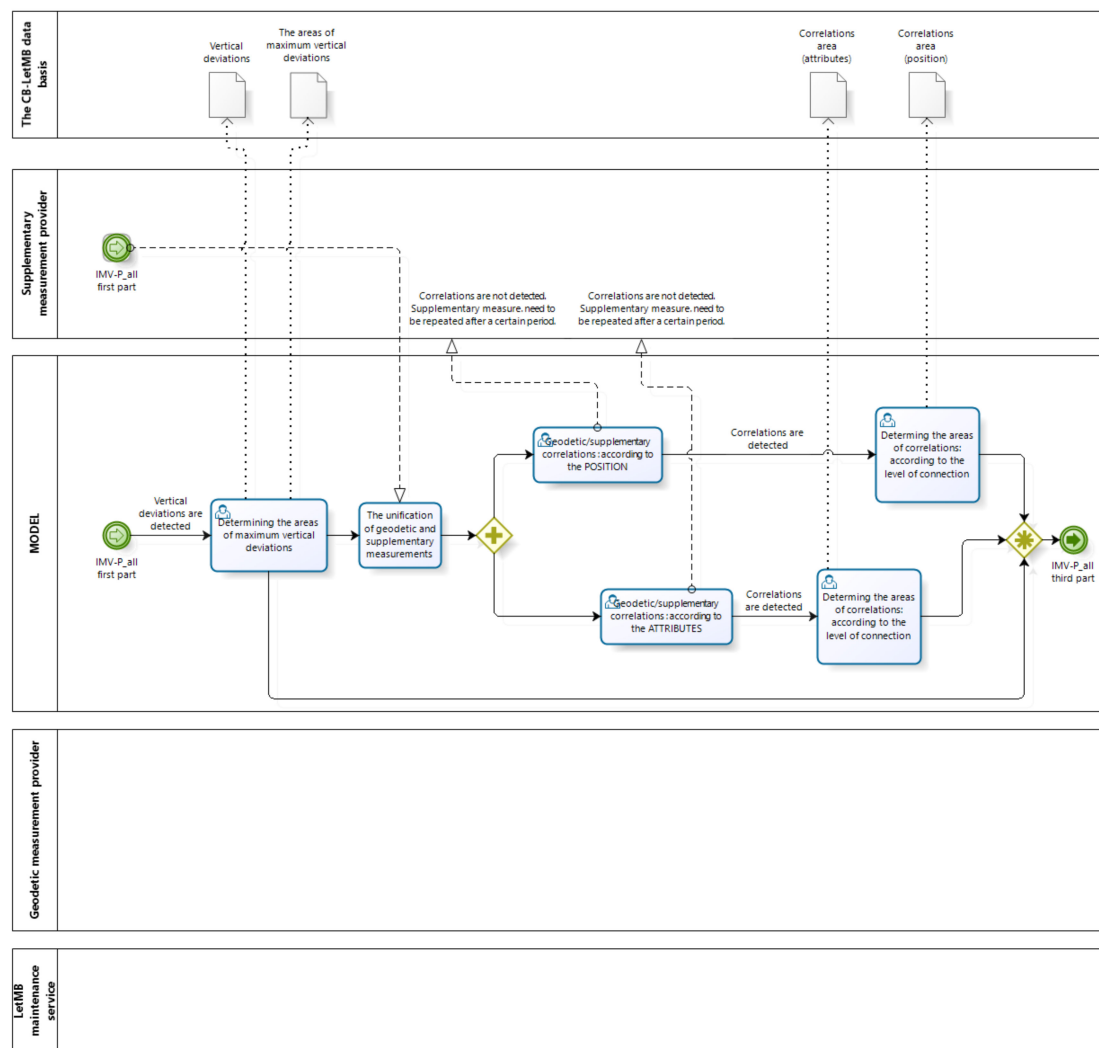 The CB-LetMB data
basis
Vertical
deviations
The areas of
maximum vertical
deviations
Correlations
area
(attributes)
Correlations
area
(position)
Supplementary
measurement provider
IMV-P_all
first part
Correlations are not detected.
Supplementary measure. need to
be repeated after a certain period.
Correlations are not detected.
Supplementary measure. need to
be repeated after a certain period.
MODEL
IMV-P_all
first part
Vertical
deviations are
detected
Determining the areas
of maximum vertical
deviations
The unification
of geodetic and
supplementary
measurements
Geodetic/supplementary
correlations :according to
the POSITION
Correlations are
detected
Determing the areas
of correlations:
according to the
level of connection
Geodetic/supplementary
correlations :according to
the ATTRIBUTES
Correlations
are detected
Determing the areas
of correlations:
according to the
level of connection
IMV-P_all
third part
Geodetic measurement provider
LetMB
maintenance
service